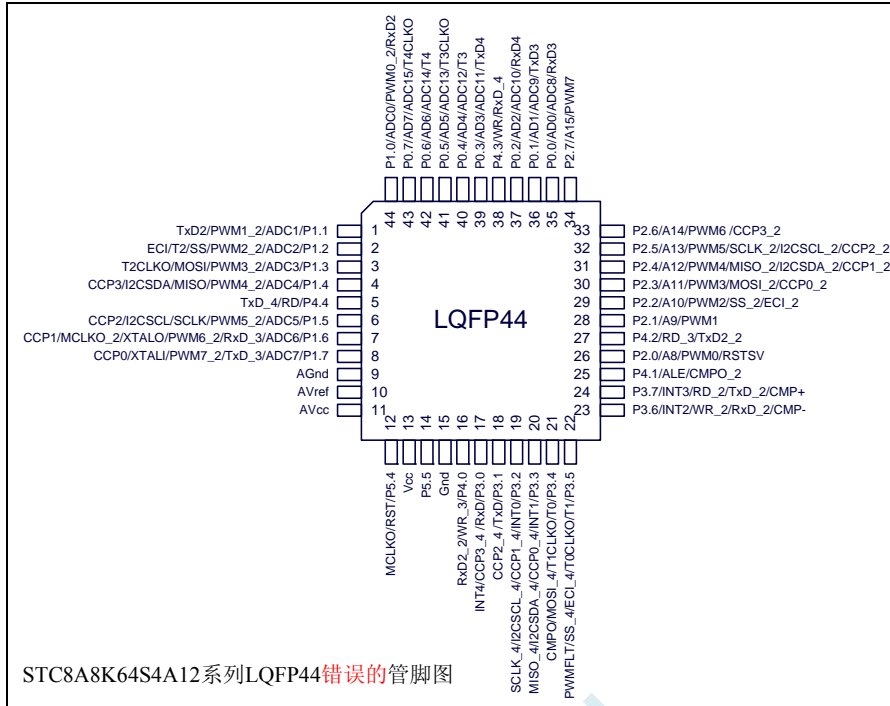 P1.0/ADC0/PWM0_2/RxD2
P0.7/AD7/ADC15/T4CLKO
P0.6/AD6/ADC14/T4
P0.5/AD5/ADC13/T3CLKO
P0.4/AD4/ADC12/T3
P0.3/AD3/ADC11/TxD4
P4.3/WR/RxD_4
P0.2/AD2/ADC10/RxD4
P0.1/AD1/ADC9/TxD3
P0.0/AD0/ADC8/RxD3
P2.7/A15/PWM7
44
43
42
41
40
39
38
37
36
35
34
TxD2/PWM1_2/ADC1/P1.1
1
ECI/T2/SS/PWM2_2/ADC2/P1.2
2
T2CLKO/MOSI/PWM3_2/ADC3/P1.3
3
CCP3/I2CSDA/MISO/PWM4_2/ADC4/P1.4
4
TxD_4/RD/P4.4
5
CCP2/I2CSCL/SCLK/PWM5_2/ADC5/P1.5
6
CCP1/MCLKO_2/XTALO/PWM6_2/RxD_3/ADC6/P1.6
7
CCP0/XTALI/PWM7_2/TxD_3/ADC7/P1.7
8
AGnd
9
AVref
10
AVcc
11
LQFP44
33
P2.6/A14/PWM6 /CCP3_2
32
P2.5/A13/PWM5/SCLK_2/I2CSCL_2/CCP2_2
31
P2.4/A12/PWM4/MISO_2/I2CSDA_2/CCP1_2
30
P2.3/A11/PWM3/MOSI_2/CCP0_2
29
P2.2/A10/PWM2/SS_2/ECI_2
28
P2.1/A9/PWM1
27
P4.2/RD_3/TxD2_2
26
P2.0/A8/PWM0/RSTSV
25
P4.1/ALE/CMPO_2
24
P3.7/INT3/RD_2/TxD_2/CMP+
23
P3.6/INT2/WR_2/RxD_2/CMP-
12
13
14
15
16
17
18
19
20
21
22
MCLKO/RST/P5.4
Vcc
P5.5
Gnd
RxD2_2/WR_3/P4.0
INT4/CCP3_4 /RxD/P3.0
CCP2_4 /TxD/P3.1
SCLK_4/I2CSCL_4/CCP1_4/INT0/P3.2
MISO_4/I2CSDA_4/CCP0_4/INT1/P3.3
CMPO/MOSI_4/T1CLKO/T0/P3.4
PWMFLT/SS_4/ECI_4/T0CLKO/T1/P3.5
STC8A8K64S4A12系列LQFP44错误的管脚图